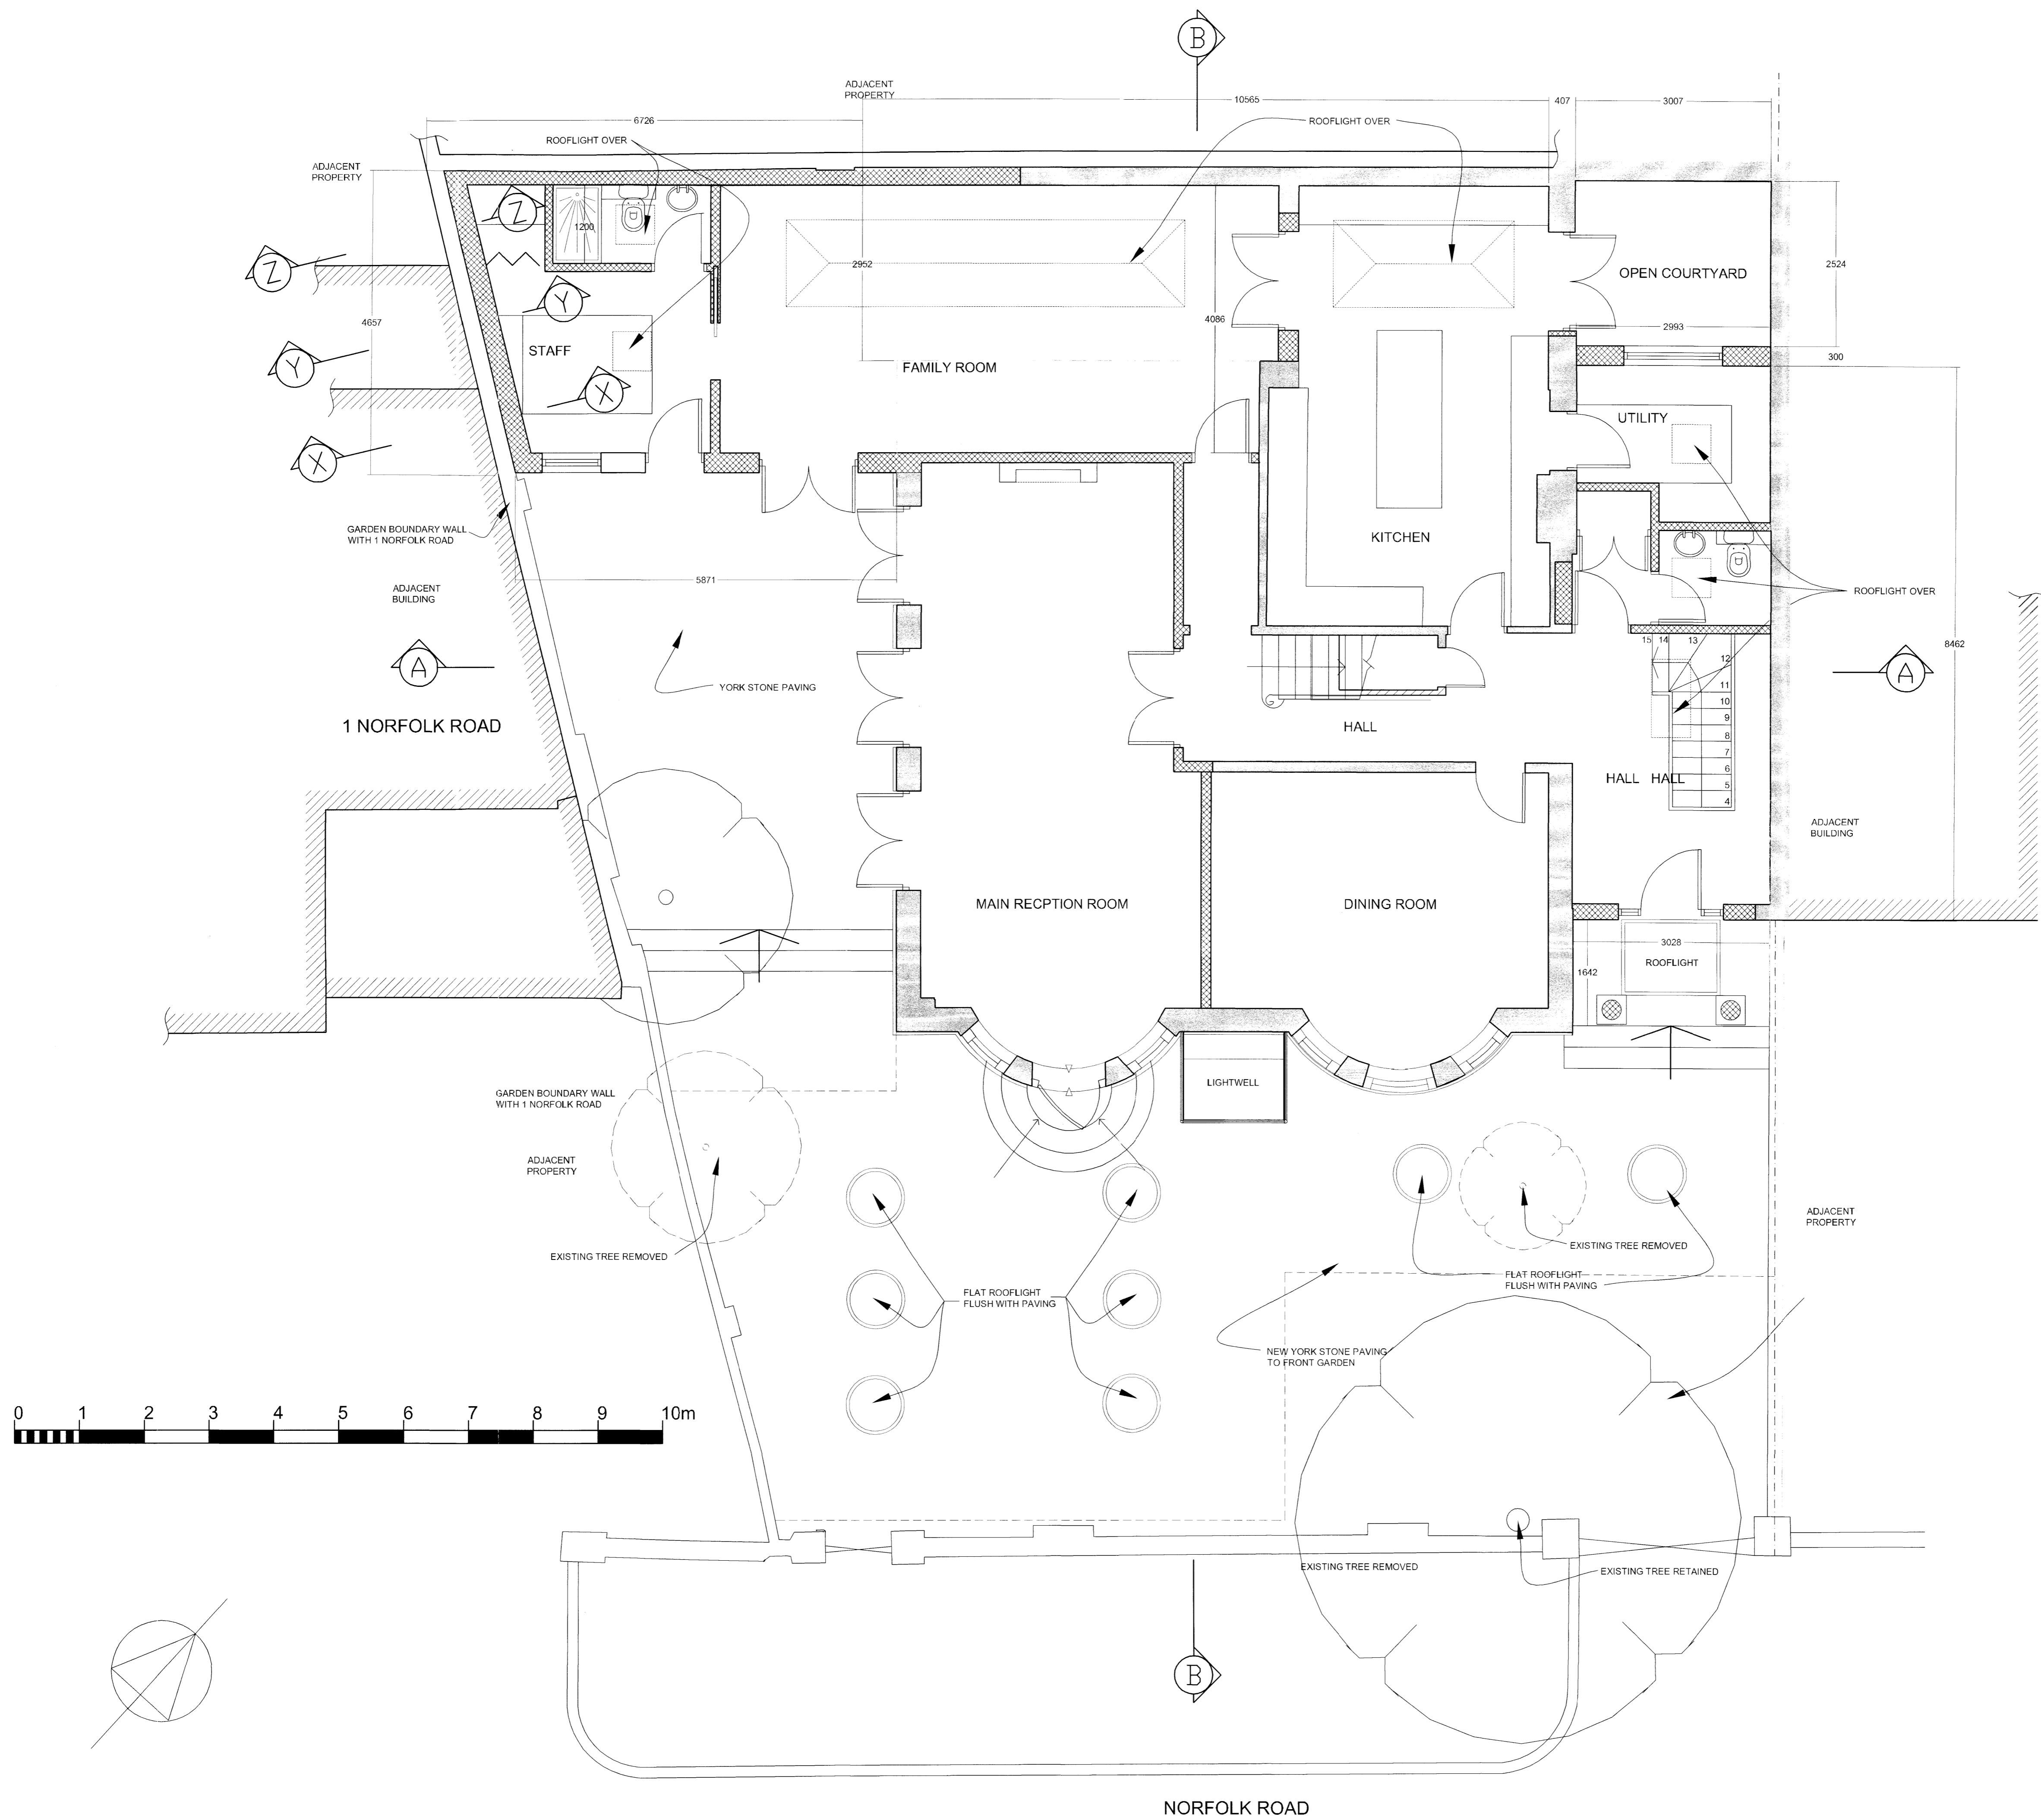 B
ADJACENT
PROPERTY
10565
407
3007
6726
ROOFLIGHT OVER
ROOFLIGHT OVER
ADJACENT
PROPERTY
Z
1200
Z
2952
OPEN COURTYARD
2524
Y
4657
4086
2993
STAFF
Y
FAMILY ROOM
300
X
UTILITY
X
GARDEN BOUNDARY WALL
WITH 1 NORFOLK ROAD
KITCHEN
5871
ADJACENT
BUILDING
ROOFLIGHT OVER
15
14
13
8462
12
A
A
YORK STONE PAVING
11
10
9
1 NORFOLK ROAD
HALL
8
7
6
HALL HALL
5
4
ADJACENT
BUILDING
MAIN RECPTION ROOM
DINING ROOM
3028
ROOFLIGHT
1642
LIGHTWELL
GARDEN BOUNDARY WALL
WITH 1 NORFOLK ROAD
ADJACENT
PROPERTY
ADJACENT
PROPERTY
EXISTING TREE REMOVED
EXISTING TREE REMOVED
FLAT ROOFLIGHT
FLUSH WITH PAVING
FLAT ROOFLIGHT
FLUSH WITH PAVING
NEW YORK STONE PAVING
TO FRONT GARDEN
0 1 2 3 4 5 6 7 8 9 10m
EXISTING TREE REMOVED
EXISTING TREE RETAINED
B
NORFOLK ROAD